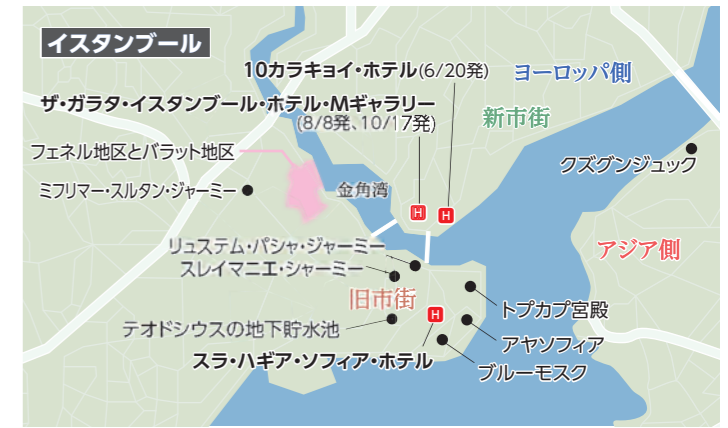 イスタンブール
10カラキョイ・ホテル(6/20発)
ヨーロッパ側
ザ・ガラタ・イスタンブール・ホテル・Mギャラリー
(8/8発、10/17発)
新市街
フェネル地区とバラット地区
クズグンジュック
ミフリマー・スルタン・ジャーミー
金角湾
H
H
アジア側
リュステム・パシャ・ジャーミー
スレイマニエ・シャーミー
旧市街
トプカプ宮殿
H
テオドシウスの地下貯水池
アヤソフィア
スラ・ハギア・ソフィア・ホテル
ブルーモスク